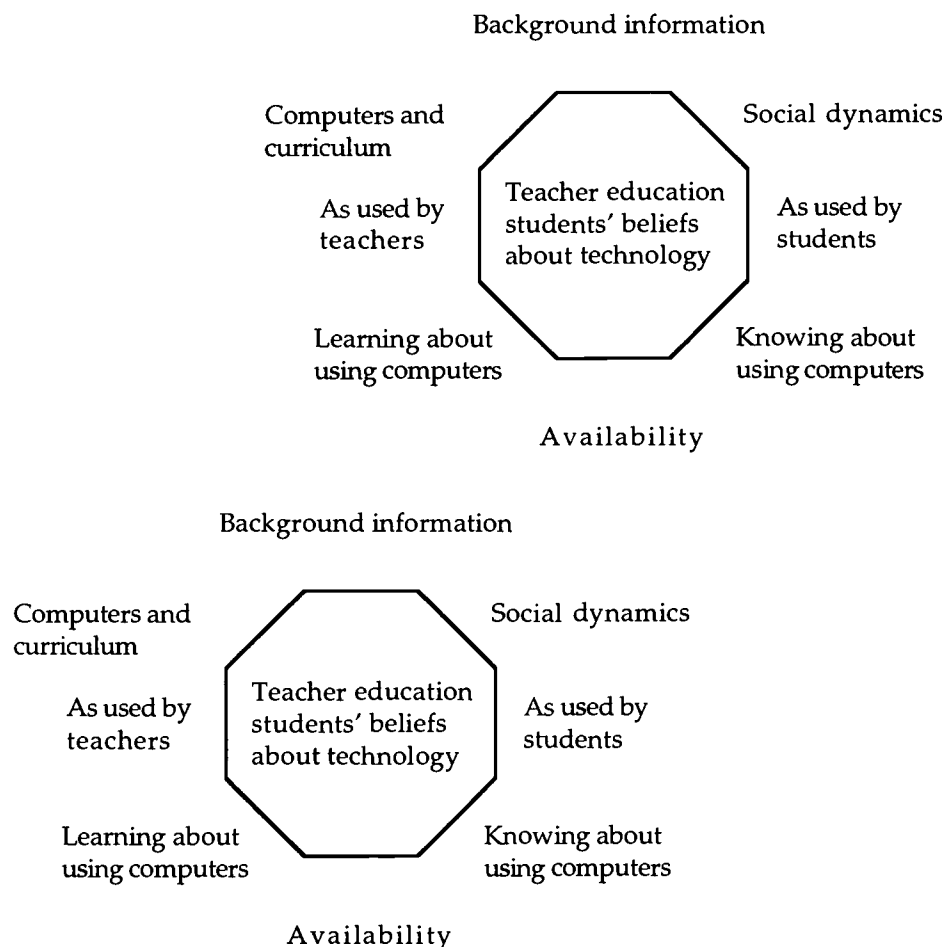 Background information
Computers and
curriculum
Social dynamics
As used by
teachers
Teacher education
students' beliefs
about technology
As used by
students
Learning about
using computers
Knowing about
using computers
Availability
Background information
Computers and
curriculum
Social dynamics
As used by
teachers
Teacher education
students' beliefs
about technology
As used by
students
Learning about
using computers
Knowing about
using computers
Availability